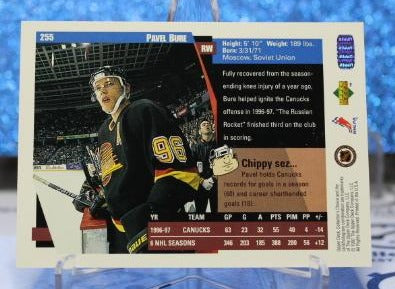 255
PAVEL BURE
RW
Height: 5' 10" Weight: 189 lbs.
Born: 3/31/71
Moscow, Soviet Union
Fully recovered from the season-
ending knee injury of a year ago,
Bure helped ignite the Canucks
offense in 1996-97. "The Russian
Rocket" finished third on the club
in scoring.
96
Chippy sez...
Pavel holds Canucks
records for goals in a season
(60) and career shorthanded
goals
YR TEAM GP G A PTS PIM PP +/-
1996-97 CANUCKS 63 23 32 55 40 4 -14
6 NHL SEASONS 346 203 185 388 200 56 +12